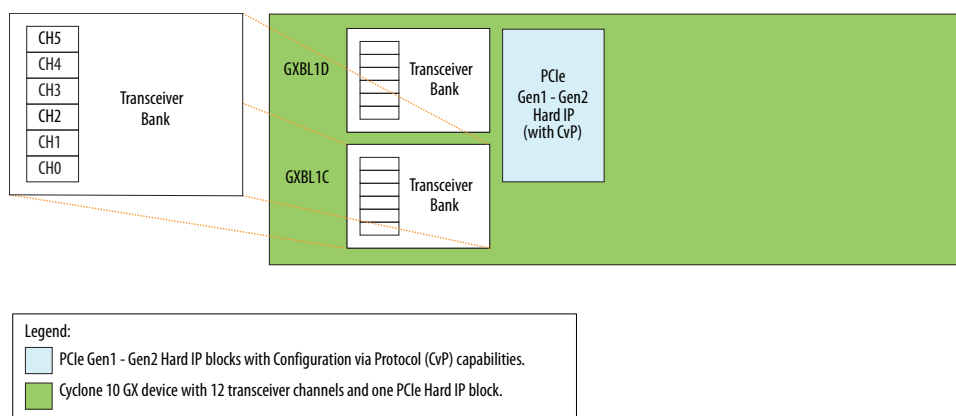 CH5
CH4
CH3
CH2
CH1
CH0
Transceiver
Bank
GXBL1D
Transceiver
Bank
GXBL1C
Transceiver
Bank
PCIe
Gen1 - Gen2
Hard IP
(with CvP)
Legend:
PCIe Gen1 - Gen2 Hard IP blocks with Configuration via Protocol (CvP) capabilities.
Cyclone 10 GX device with 12 transceiver channels and one PCIe Hard IP block.